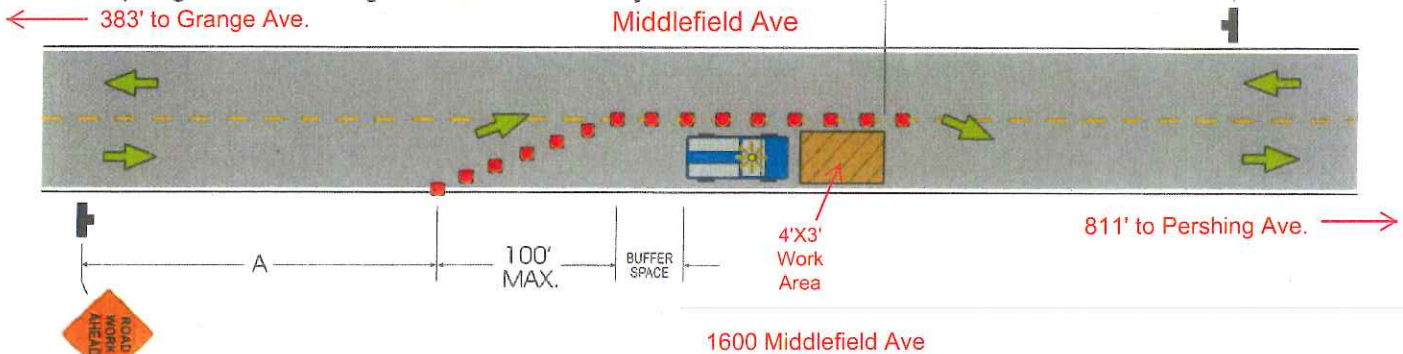 383' to Grange Ave.
Middlefield Ave
811' to Pershing Ave.
A
100'
MAX.
BUFFER
SPACE
4'X3'
Work
Area
ROAD
WORK
AHEAD
1600 Middlefield Ave